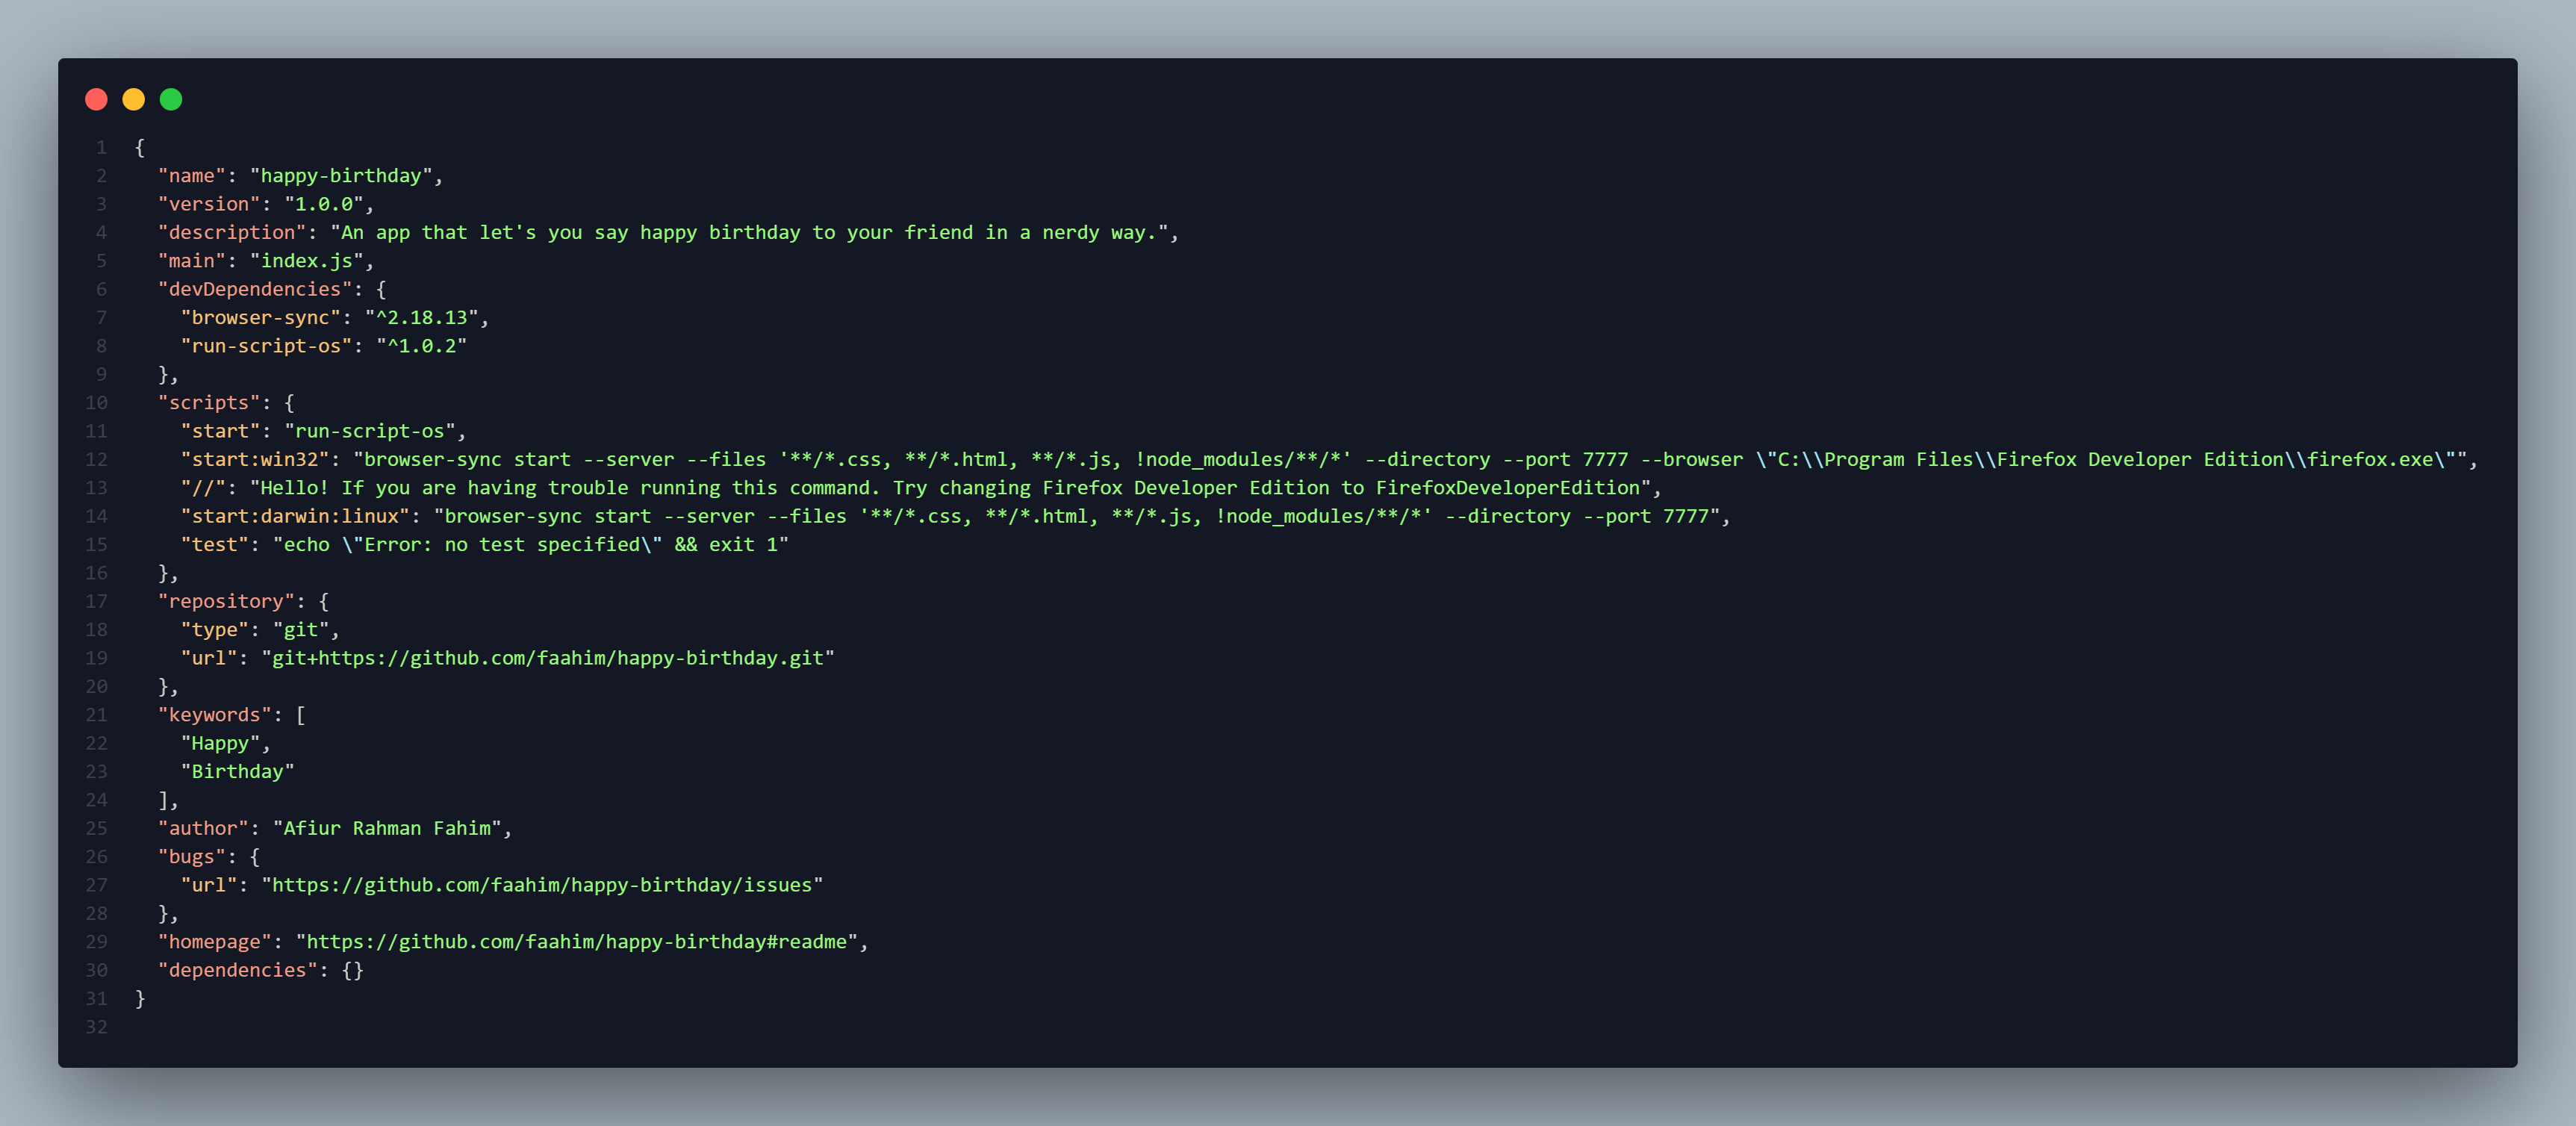 1 {
2   "name": "happy-birthday",
3   "version": "1.0.0",
4   "description": "An app that let's you say happy birthday to your friend in a nerdy way.",
5   "main": "index.js",
6   "devDependencies": {
7     "browser-sync": "^2.18.13",
8     "run-script-os": "^1.0.2"
9   },
10   "scripts": {
11     "start": "run-script-os",
12     "start:win32": "browser-sync start --server --files '**/*.css, **/*.html, **/*.js, !node_modules/**/*' --directory --port 7777 --browser \"C:\\Program Files\\Firefox Developer Edition\\firefox.exe\"",
13     "//": "Hello! If you are having trouble running this command. Try changing Firefox Developer Edition to FirefoxDeveloperEdition",
14     "start:darwin:linux": "browser-sync start --server --files '**/*.css, **/*.html, **/*.js, !node_modules/**/*' --directory --port 7777",
15     "test": "echo \"Error: no test specified\" && exit 1"
16   },
17   "repository": {
18     "type": "git",
19     "url": "git+https://github.com/faahim/happy-birthday.git"
20   },
21   "keywords": [
22     "Happy",
23     "Birthday"
24   ],
25   "author": "Afiur Rahman Fahim",
26   "bugs": {
27     "url": "https://github.com/faahim/happy-birthday/issues"
28   },
29   "homepage": "https://github.com/faahim/happy-birthday#readme",
30   "dependencies": {}
31 }
32